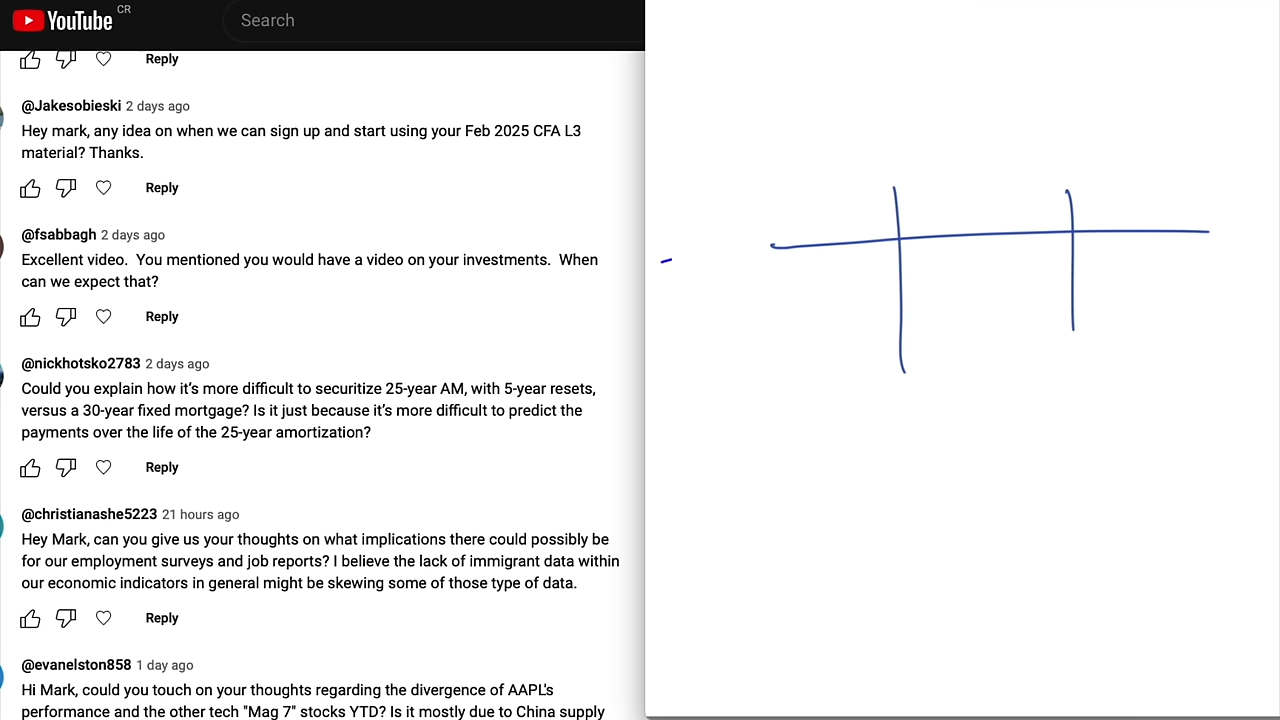 YouTube CR
Search
Reply
@Jakesobieski 2 days ago
Hey mark, any idea on when we can sign up and start using your Feb 2025 CFA L3
material? Thanks.
Reply
@fsabbagh 2 days ago
Excellent video. You mentioned you would have a video on your investments. When
can we expect that?
Reply
@nickhotsko2783 2 days ago
Could you explain how it’s more difficult to securitize 25-year AM, with 5-year resets,
versus a 30-year fixed mortgage? Is it just because it’s more difficult to predict the
payments over the life of the 25-year amortization?
Reply
@christianashe5223 21 hours ago
Hey Mark, can you give us your thoughts on what implications there could possibly be
for our employment surveys and job reports? I believe the lack of immigrant data within
our economic indicators in general might be skewing some of those type of data.
Reply
@evanelston858 1 day ago
Hi Mark, could you touch on your thoughts regarding the divergence of AAPL's
performance and the other tech "Mag 7" stocks YTD? Is it mostly due to China supply